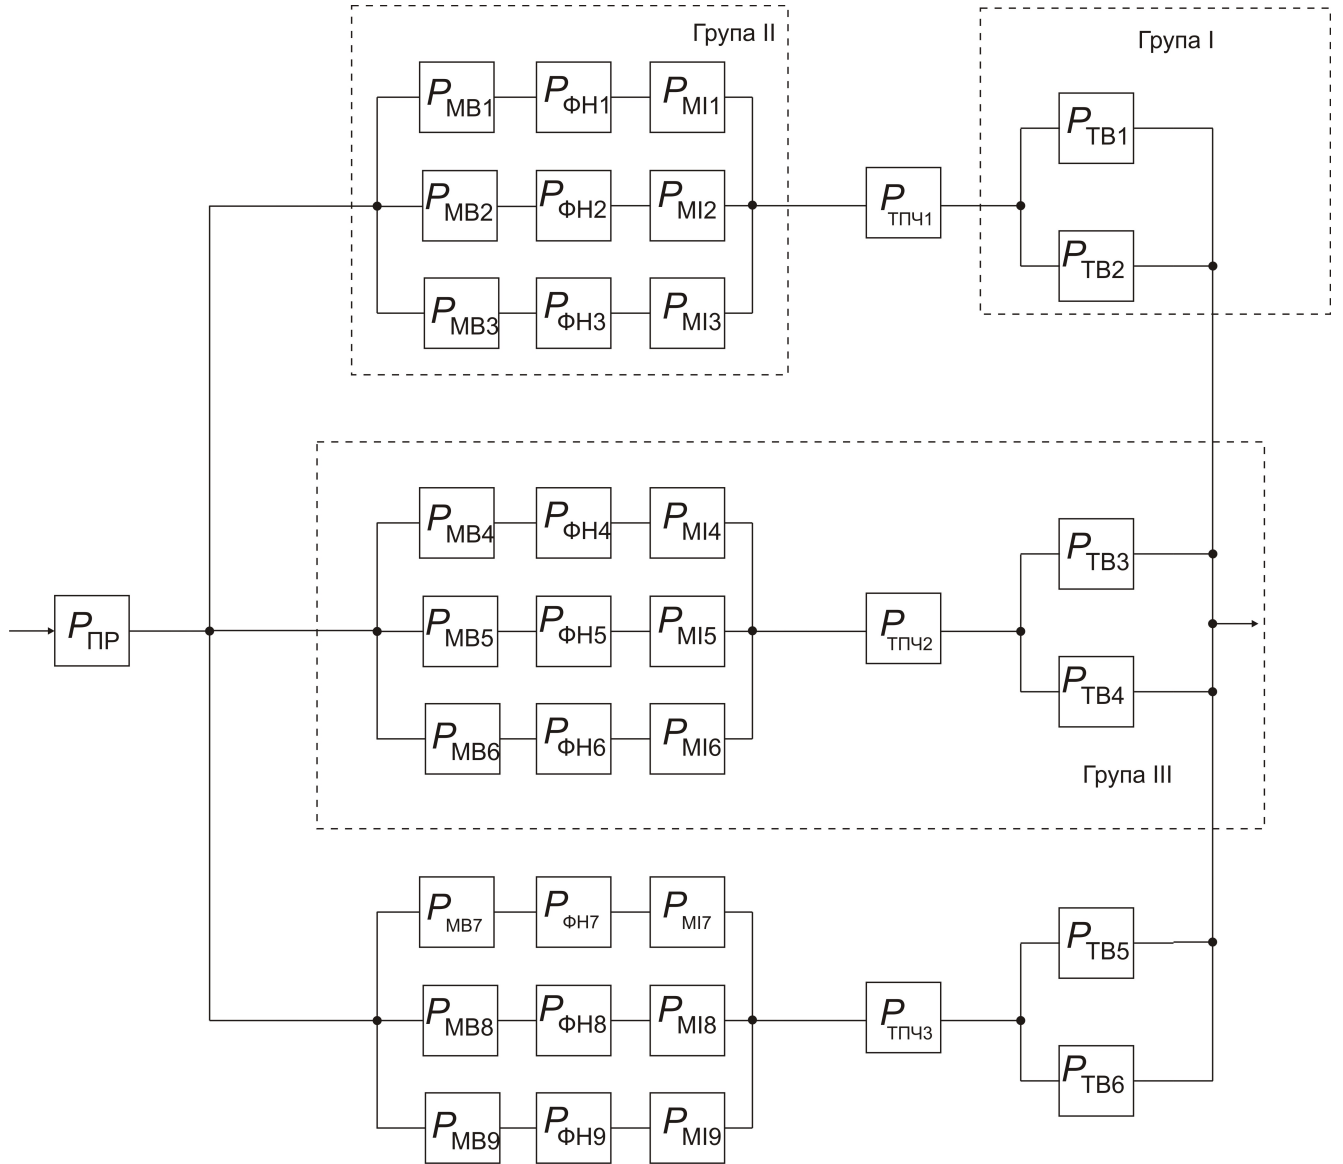 Група II
Група I
P МВ1 P ФН1 P МІ1
P ТВ1
P МВ2 P ФН2 P МІ2 P ТПЧ1
P ТВ2
P МВ3 P ФН3 P МІ3
P МВ4 P ФН4 P МІ4
P ТВ3
P ПР P МВ5 P ФН5 P МІ5 P ТПЧ2
P ТВ4
P МВ6 P ФН6 P МІ6
Група III
P МВ7 P ФН7 P МІ7
P ТВ5
P МВ8 P ФН8 P МІ8 P ТПЧ3
P ТВ6
P МВ9 P ФН9 P МІ9